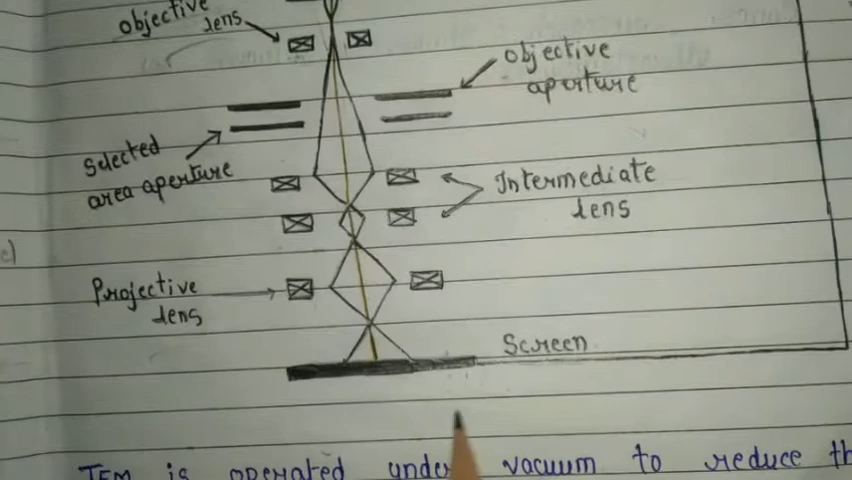 objective
lens
objective
aperture
Selected
area aperture
Intermediate
lens
Projective
lens
Screen
TEM is operated under vacuum to reduce